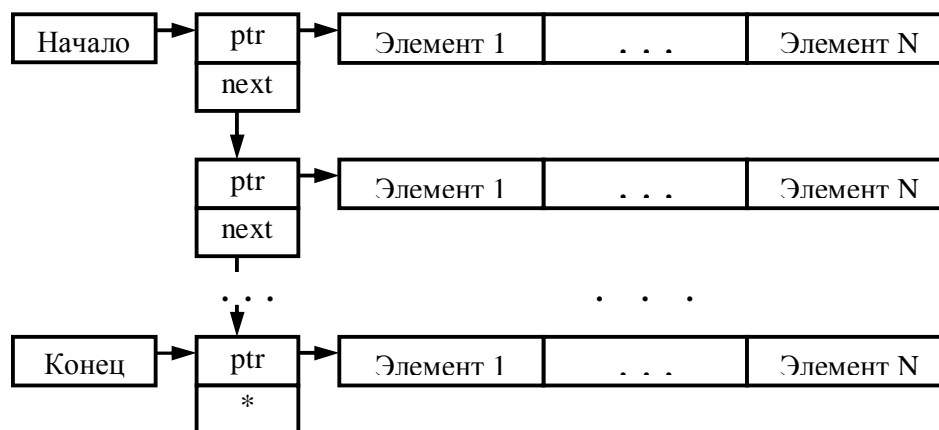 Начало ptr Элемент 1 . . . Элемент N
next
ptr Элемент 1 . . . Элемент N
next
. . . . . .
Конец ptr Элемент 1 . . . Элемент N
*